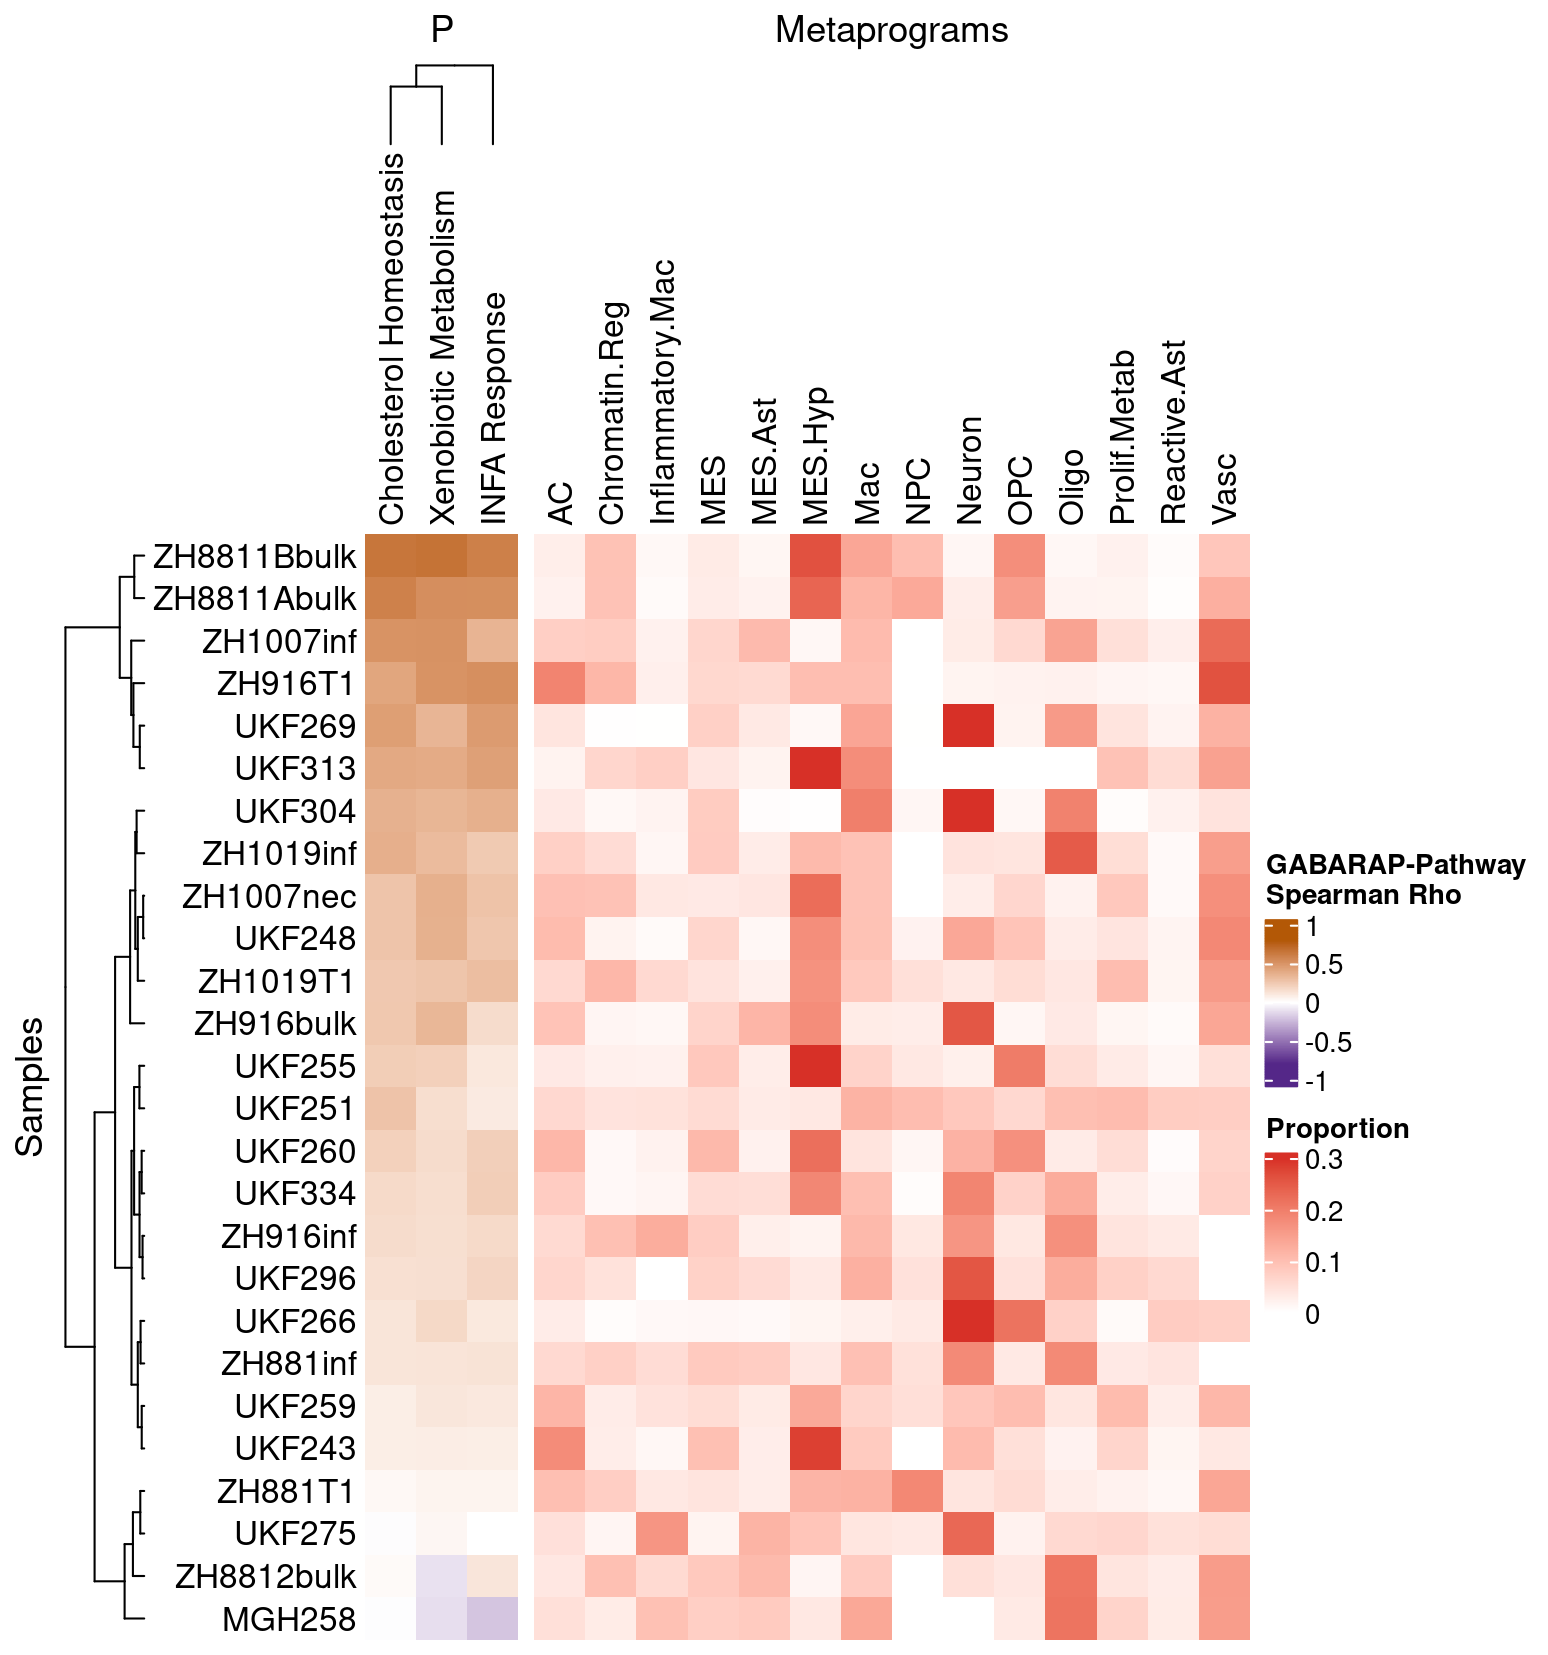 P
Metaprograms
Cholesterol Homeostasis
Xenobiotic Metabolism
INFA Response
AC
Chromatin.Reg
Inflammatory.Mac
MES
MES.Ast
MES.Hyp
Mac
NPC
Neuron
OPC
Oligo
Prolif.Metab
Reactive.Ast
Vasc
Samples
ZH8811Bbulk
ZH8811Abulk
ZH1007inf
ZH916T1
UKF269
UKF313
UKF304
ZH1019inf
ZH1007nec
UKF248
ZH1019T1
ZH916bulk
UKF255
UKF251
UKF260
UKF334
ZH916inf
UKF296
UKF266
ZH881inf
UKF259
UKF243
ZH881T1
UKF275
ZH8812bulk
MGH258
GABARAP-Pathway
Spearman Rho
1
0.5
0
-0.5
-1
Proportion
0.3
0.2
0.1
0